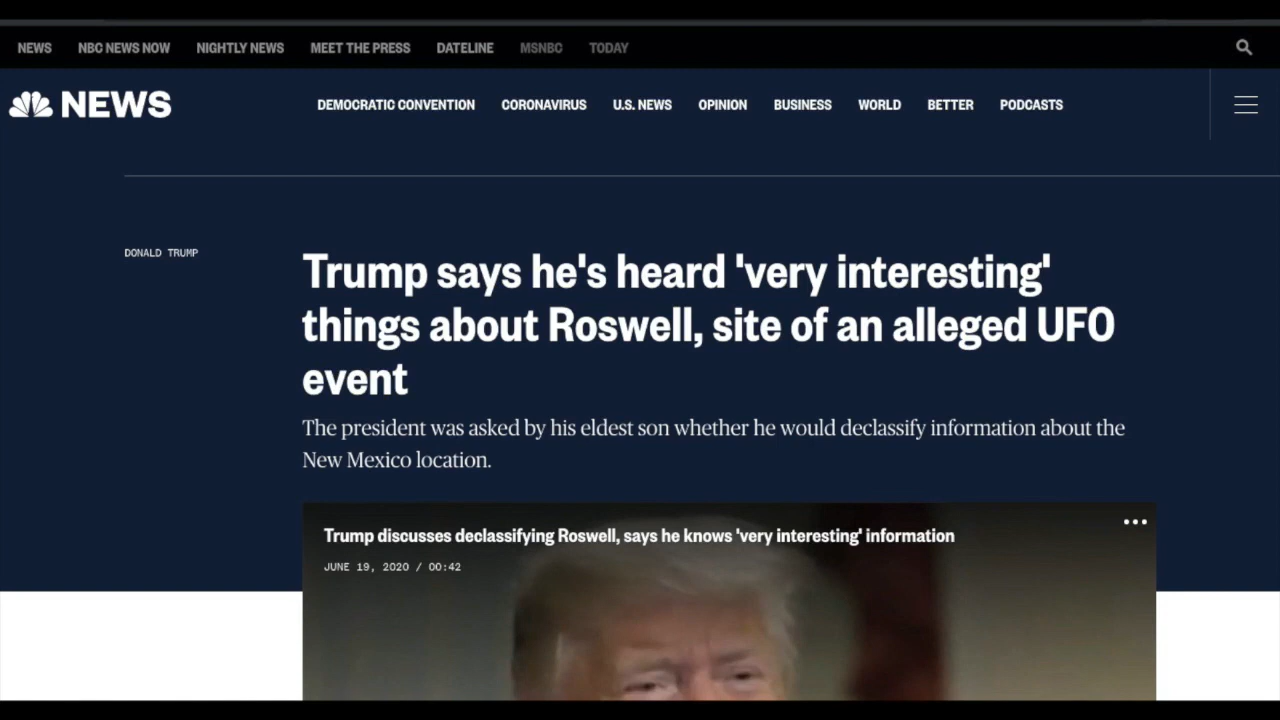 NEWS NBC NEWS NOW NIGHTLY NEWS MEET THE PRESS DATELINE MSNBC TODAY
NEWS DEMOCRATIC CONVENTION CORONAVIRUS U.S. NEWS OPINION BUSINESS WORLD BETTER PODCASTS
DONALD TRUMP
Trump says he's heard 'very interesting'
things about Roswell, site of an alleged UFO
event
The president was asked by his eldest son whether he would declassify information about the
New Mexico location.
Trump discusses declassifying Roswell, says he knows 'very interesting' information
JUNE 19, 2020 / 00:42